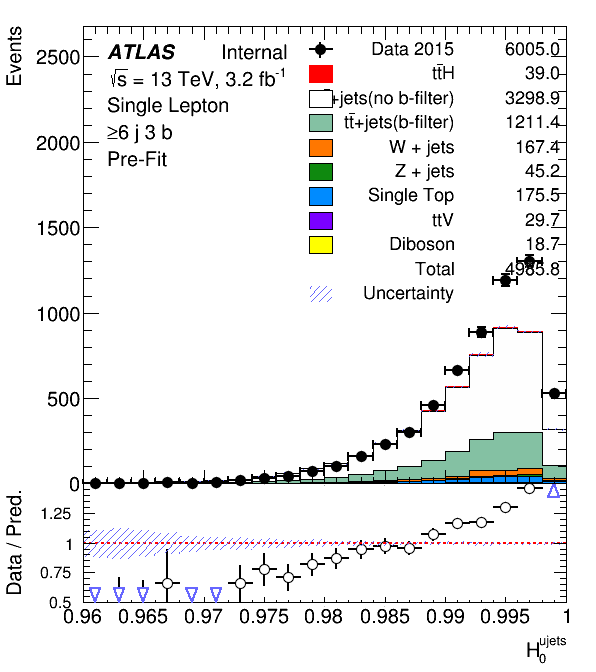 Events
ATLAS Internal
√s = 13 TeV, 3.2 fb-1
Single Lepton
≥6 j 3 b
Pre-Fit
Data 2015 6005.0
tt̄H 39.0
+jets(no b-filter) 3298.9
tt̄+jets(b-filter) 1211.4
W + jets 167.4
Z + jets 45.2
Single Top 175.5
ttV 29.7
Diboson 18.7
Total 4985.8
Uncertainty
2500
2000
1500
1000
500
0
Data / Pred.
1.25
1
0.75
0.5
0.96 0.965 0.97 0.975 0.98 0.985 0.99 0.995 1
H0ujets